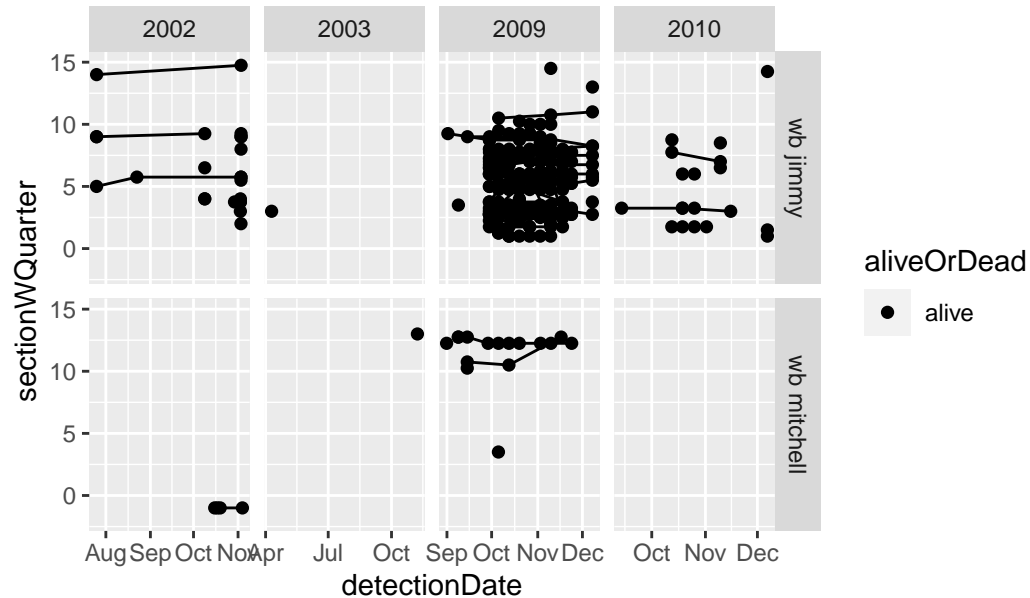 2002 2003 2009 2010
15
10
5
0
wb jimmy
15
10
5
0
wb mitchell
sectionWQuarter
Aug Sep Oct Nov Apr Jul Oct Sep Oct Nov Dec Oct Nov Dec
detectionDate
aliveOrDead
alive